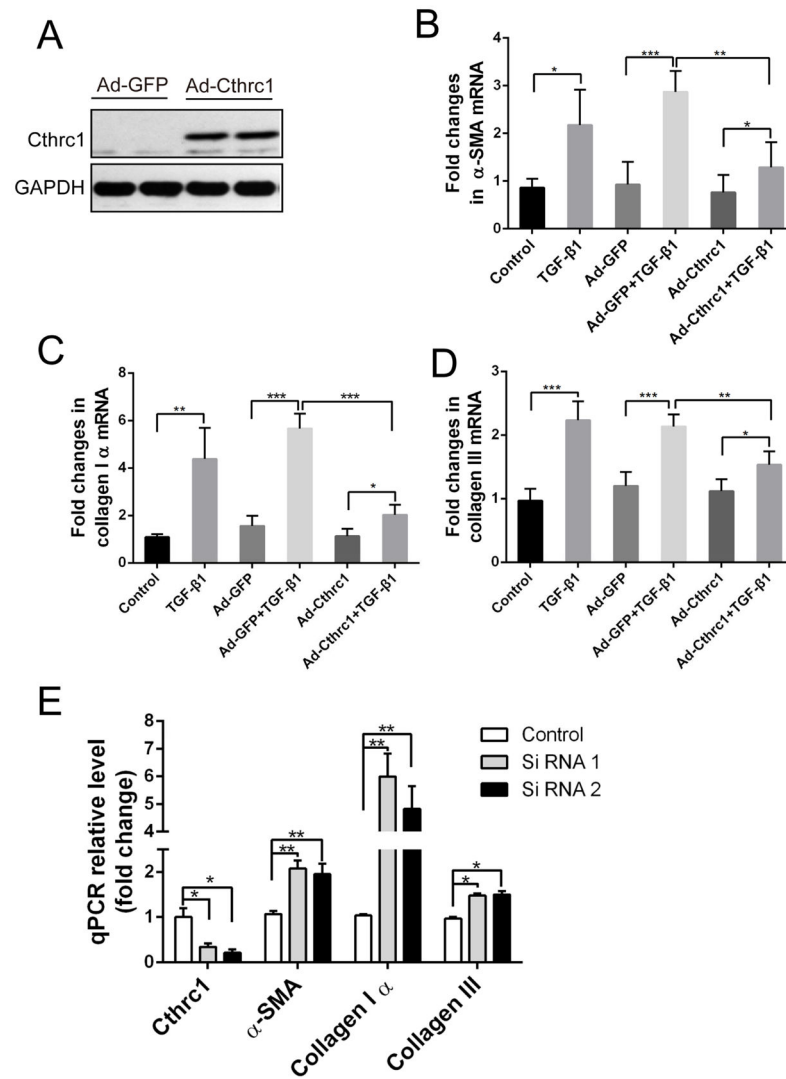 A
Ad-GFP Ad-Cthrc1
Cthrc1
GAPDH
B
Fold changes
in α-SMA mRNA
4
3
2
1
0
* *** ** *
Control
TGF-β1
Ad-GFP
Ad-GFP+TGF-β1
Ad-Cthrc1
Ad-Cthrc1+TGF-β1
C
Fold changes in
collagen I α mRNA
8
6
4
2
0
** *** *** *
Control
TGF-β1
Ad-GFP
Ad-GFP+TGF-β1
Ad-Cthrc1
Ad-Cthrc1+TGF-β1
D
Fold changes in
collagen III mRNA
3
2
1
0
*** *** ** *
Control
TGF-β1
Ad-GFP
Ad-GFP+TGF-β1
Ad-Cthrc1
Ad-Cthrc1+TGF-β1
E
qPCR relative level
(fold change)
8
7
6
5
4
2
1
0
*
*
**
**
**
**
*
*
Control
Si RNA 1
Si RNA 2
Cthrc1
α-SMA
Collagen I α
Collagen III